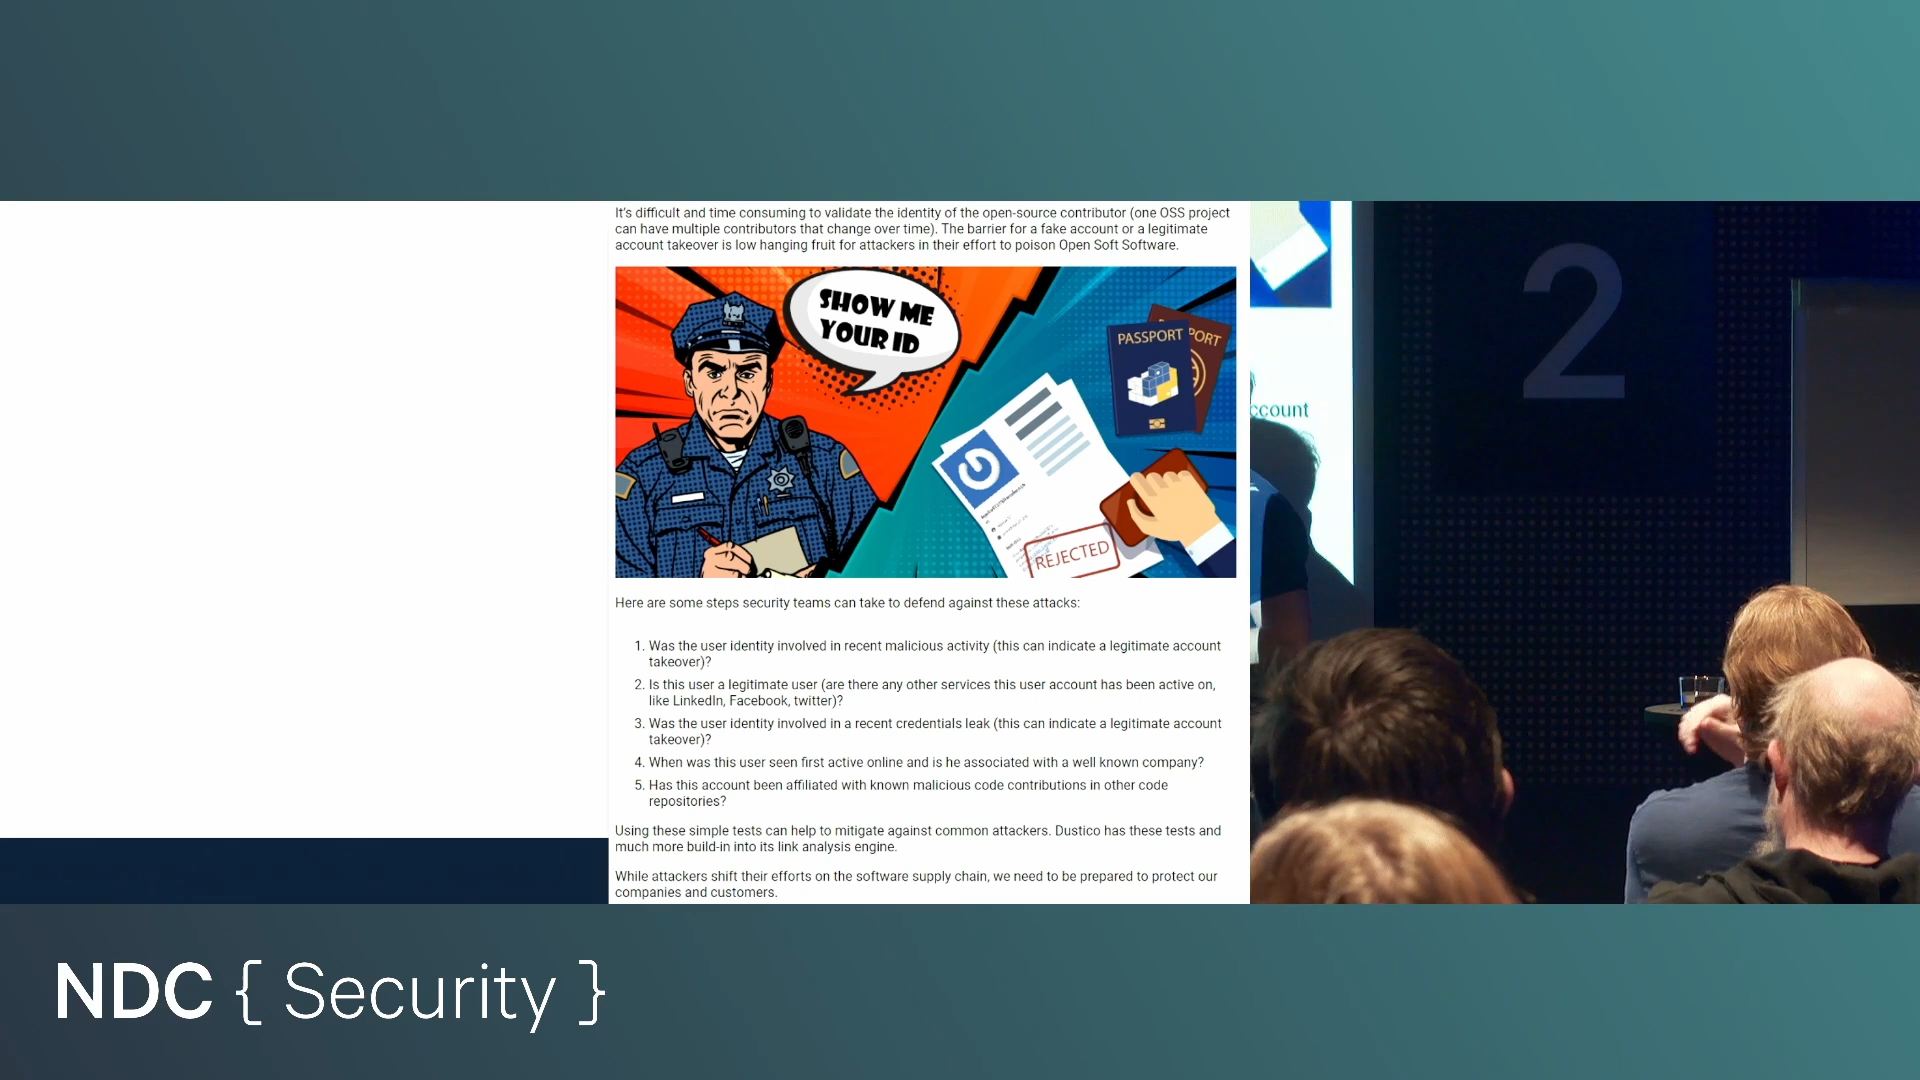 It's difficult and time consuming to validate the identity of the open-source contributor (one OSS project
can have multiple contributors that change over time). The barrier for a fake account or a legitimate
account takeover is low hanging fruit for attackers in their effort to poison Open Soft Software.
SHOW ME
YOUR ID
PASSPORT
PORT
REJECTED
Here are some steps security teams can take to defend against these attacks:
1. Was the user identity involved in recent malicious activity (this can indicate a legitimate account
takeover)?
2. Is this user a legitimate user (are there any other services this user account has been active on,
like LinkedIn, Facebook, twitter)?
3. Was the user identity involved in a recent credentials leak (this can indicate a legitimate account
takeover)?
4. When was this user seen first active online and is he associated with a well known company?
5. Has this account been affiliated with known malicious code contributions in other code
repositories?
Using these simple tests can help to mitigate against common attackers. Dustico has these tests and
much more build-in into its link analysis engine.
While attackers shift their efforts on the software supply chain, we need to be prepared to protect our
companies and customers.
ccount
2
NDC { Security }